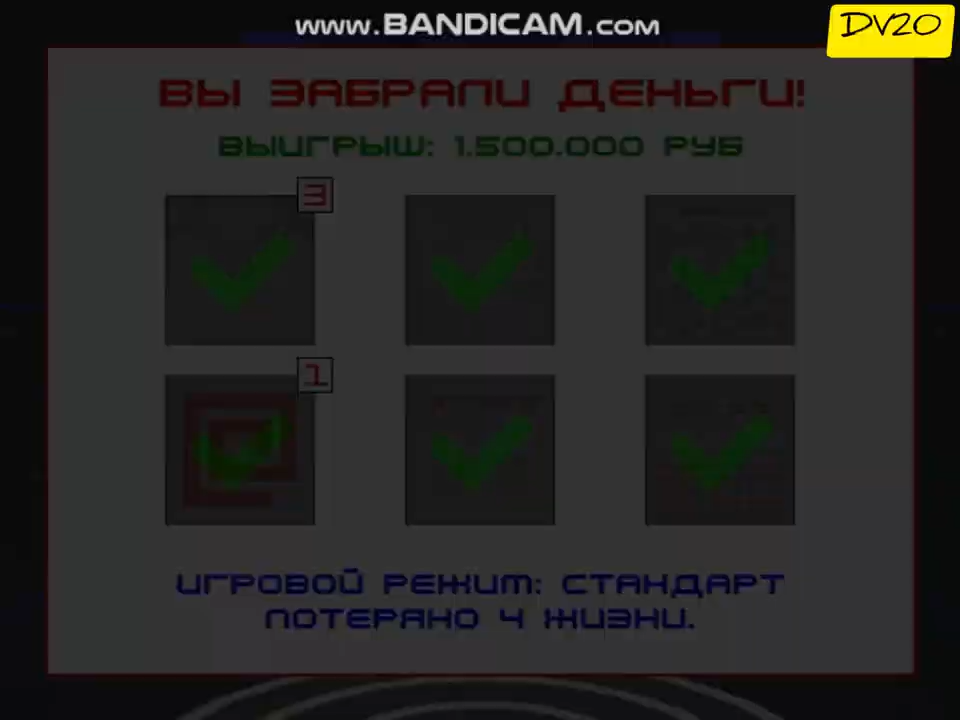 www.BANDICAM.com
DV20
ВЫ ЗАБРАЛИ ДЕНЬГИ!
ВЫИГРЫШ: 1.500.000 РУБ
3
1
ИГРОВОЙ РЕЖИМ: СТАНДАРТ
ПОТЕРЯНО 4 ЖИЗНИ.